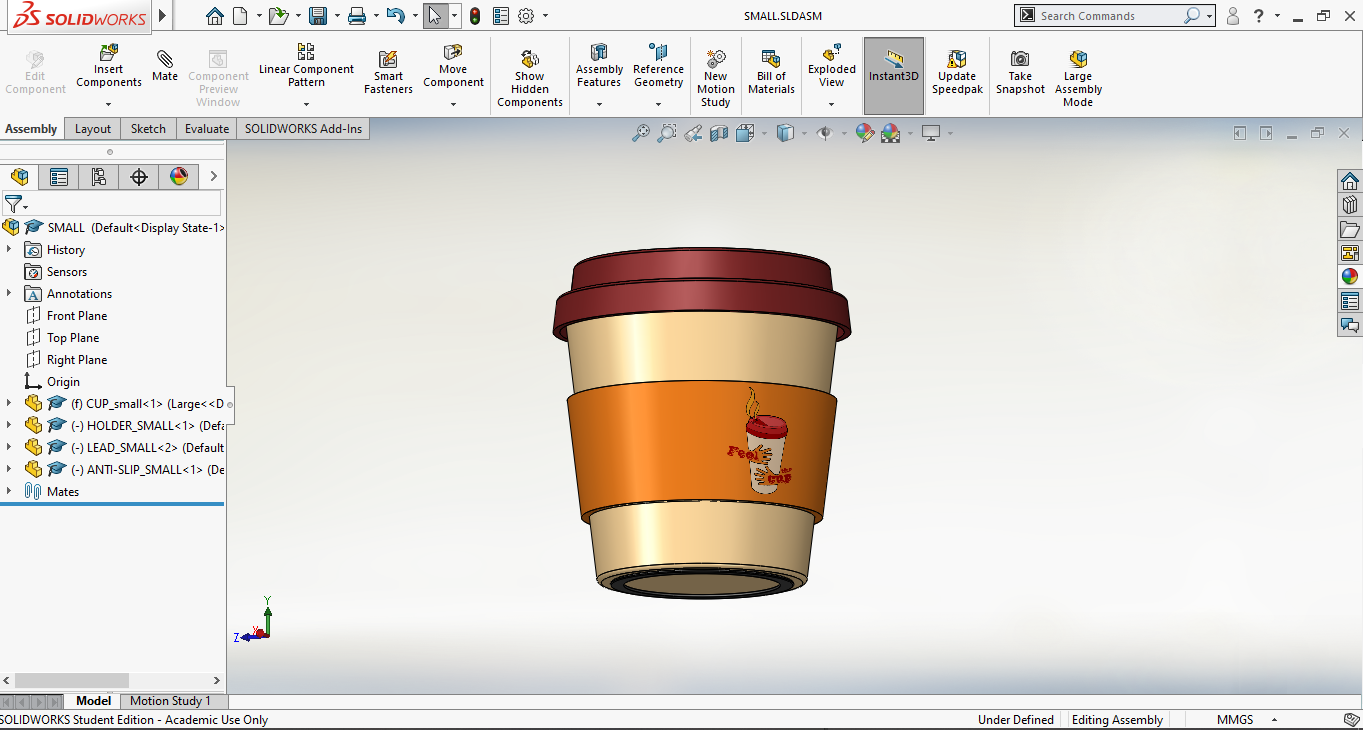 SOLIDWORKS
SMALL.SLDASM
Search Commands
?
Edit Component
Insert Components
Mate
Component Preview Window
Linear Component Pattern
Smart Fasteners
Move Component
Show Hidden Components
Assembly Features
Reference Geometry
New Motion Study
Bill of Materials
Exploded View
Instant3D
Update Speedpak
Take Snapshot
Large Assembly Mode
Assembly
Layout
Sketch
Evaluate
SOLIDWORKS Add-Ins
SMALL (Default<Display State-1>
History
Sensors
Annotations
Front Plane
Top Plane
Right Plane
Origin
(f) CUP_small<1> (Large<<D
(-) HOLDER_SMALL<1> (Defa
(-) LEAD_SMALL<2> (Default
(-) ANTI-SLIP_SMALL<1> (De
Mates
Feel
the
cup
Y
X
Z
Model
Motion Study 1
SOLIDWORKS Student Edition - Academic Use Only
Under Defined
Editing Assembly
MMGS